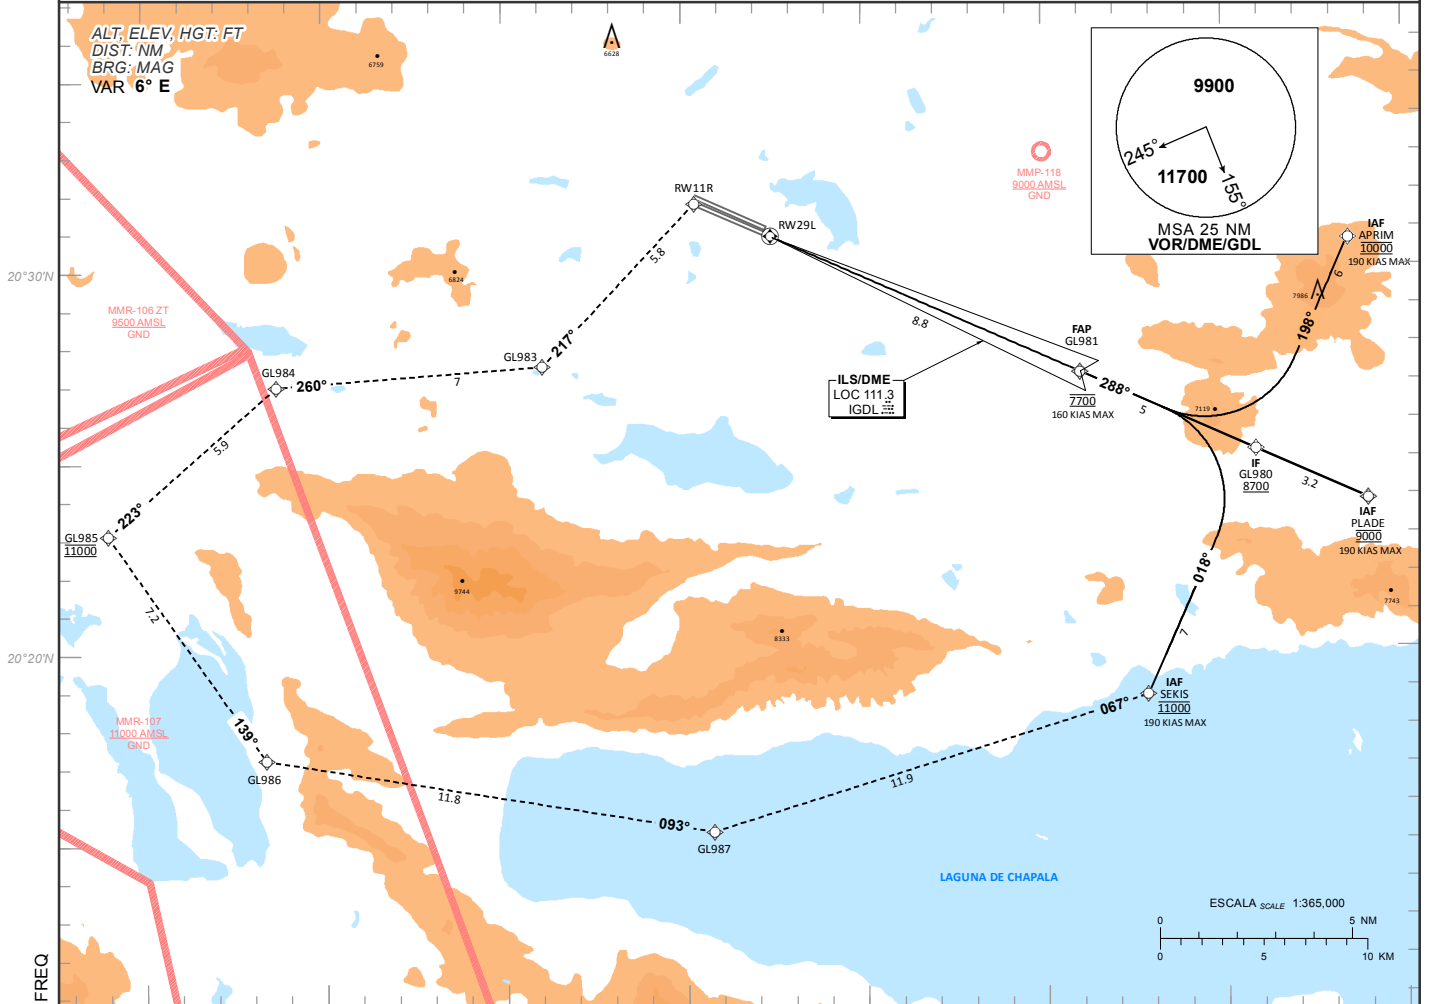 ALT, ELEV, HGT: FT
DIST: NM
BRG: MAG
VAR 6° E
6759
6628
9900
245°
11700
155°
MSA 25 NM
VOR/DME/GDL
MMP-118
9000 AMSL
GND
RW11R
RW29L
IAF
APRIM
10000
190 KIAS MAX
6
7986
198°
20°30'N
6824
5.8
MMR-106 ZT
9500 AMSL
GND
8.8
FAP
GL981
7700
160 KIAS MAX
288°
5
217°
GL983
7
260°
GL984
ILS/DME
LOC 111.3
IGDL
7119
5.9
IF
GL980
8700
3.2
IAF
PLADE
9000
190 KIAS MAX
223°
GL985
11000
018°
9744
7743
7.2
8333
7
20°20'N
IAF
SEKIS
11000
190 KIAS MAX
067°
MMR-107
11000 AMSL
GND
139°
GL986
11.8
11.9
093°
GL987
LAGUNA DE CHAPALA
ESCALA SCALE 1:365,000
0 5 NM
0 5 10 KM
FREQ